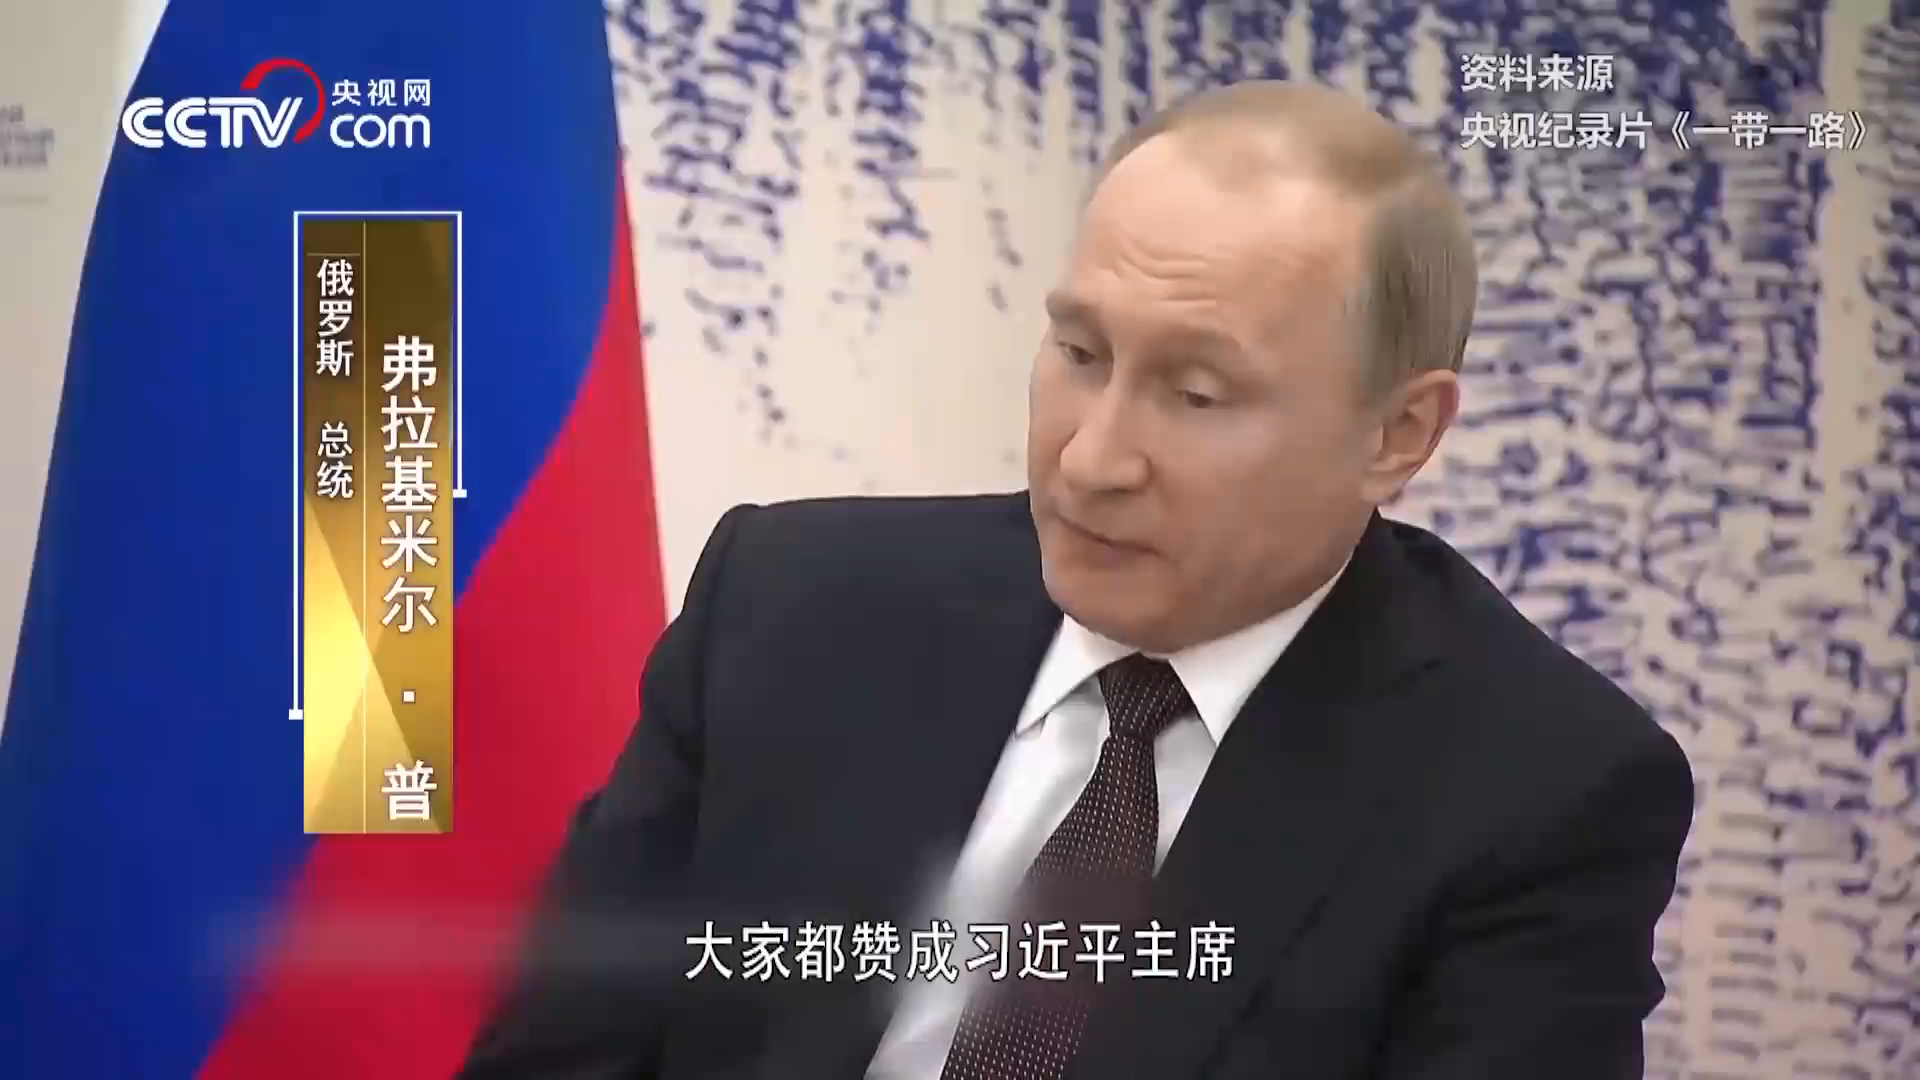 CCTV 央视网
com
资料来源
央视纪录片《一带一路》
俄罗斯 总统
弗拉基米尔·普
大家都赞成习近平主席